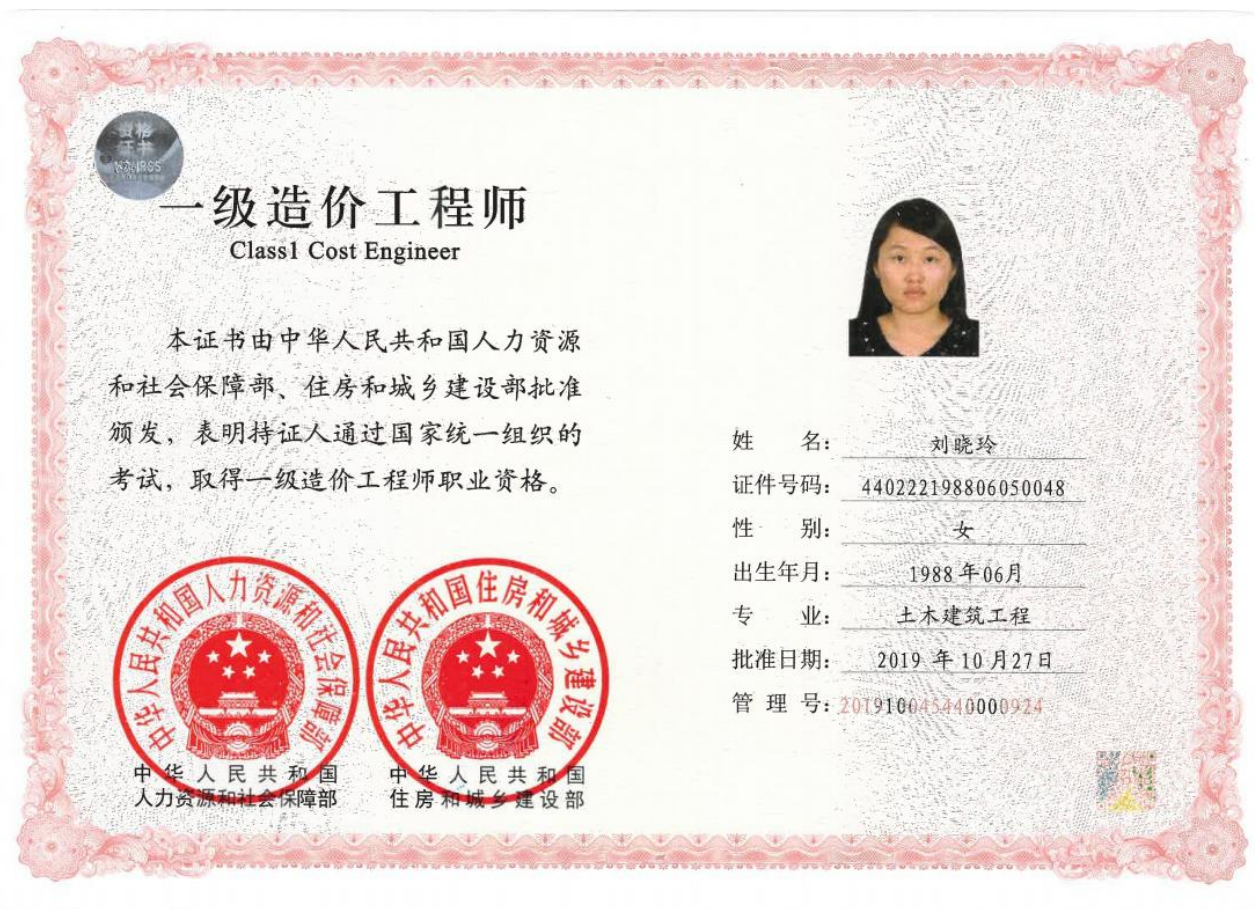 资格
证书
一级造价工程师
Class1 Cost Engineer
本证书由中华人民共和国人力资源
和社会保障部、住房和城乡建设部批准
颁发，表明持证人通过国家统一组织的
考试，取得一级造价工程师职业资格。
中华人民共和国人力资源和社会保障部
中华人民共和国
人力资源和社会保障部
中华人民共和国住房和城乡建设部
中华人民共和国
住房和城乡建设部
姓 名： 刘晓玲
证件号码： 440222198806050048
性 别： 女
出生年月： 1988年06月
专 业： 土木建筑工程
批准日期： 2019 年10月27日
管 理 号： 20191004544000924